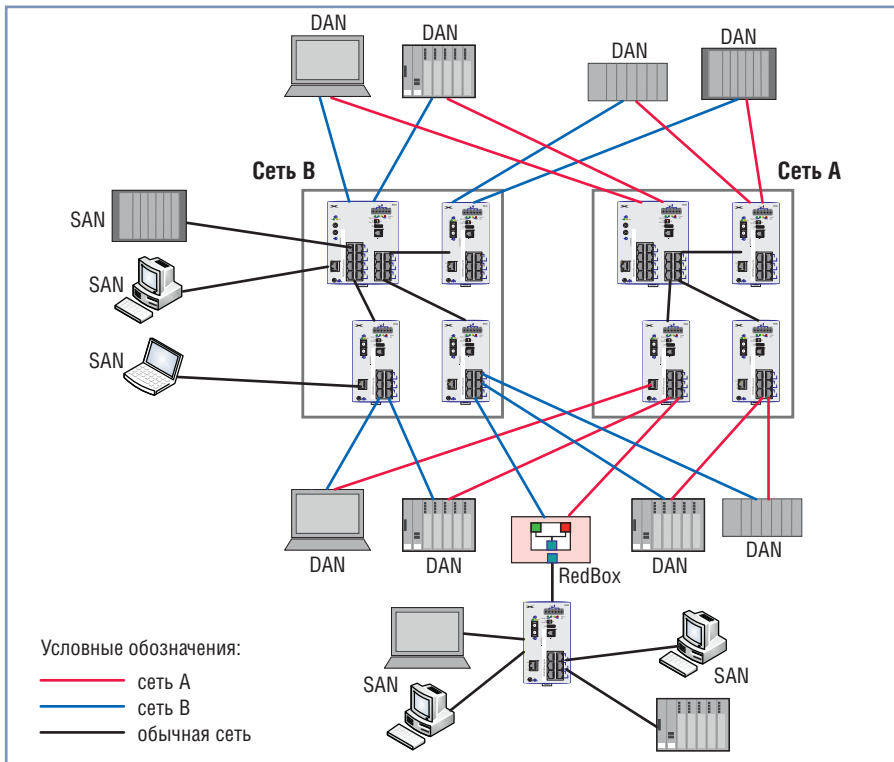 DAN
DAN
DAN
DAN
Сеть B
Сеть A
SAN
SAN
SAN
DAN
DAN
DAN
DAN
RedBox
SAN
SAN
Условные обозначения:
сеть A
сеть B
обычная сеть